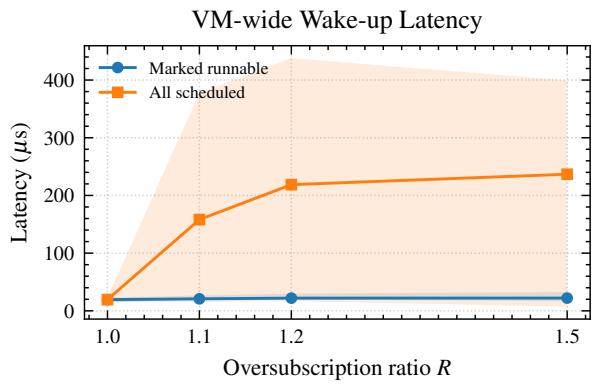 VM-wide Wake-up Latency
Marked runnable
All scheduled
Latency (μs)
400
300
200
100
0
1.0 1.1 1.2 1.5
Oversubscription ratio R